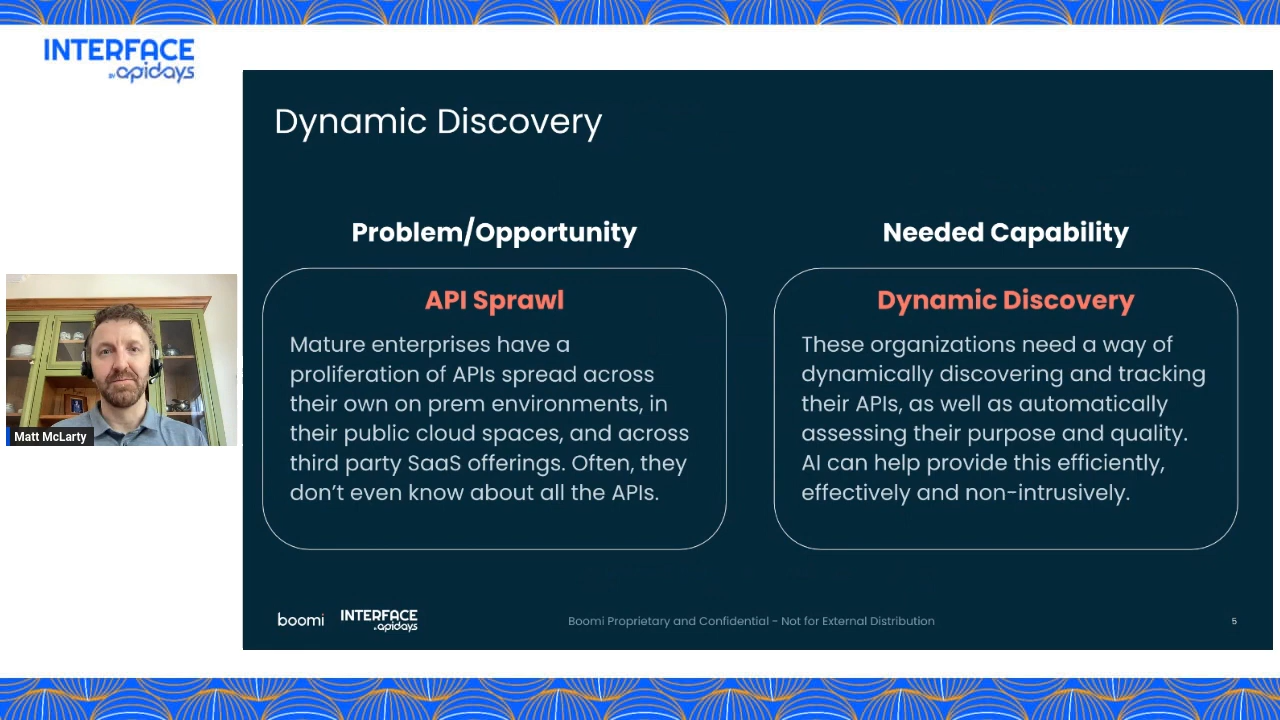 INTERFACE
BY apidays
Dynamic Discovery
Problem/Opportunity
API Sprawl
Mature enterprises have a
proliferation of APIs spread across
their own on prem environments, in
their public cloud spaces, and across
third party SaaS offerings. Often, they
don’t even know about all the APIs.
Needed Capability
Dynamic Discovery
These organizations need a way of
dynamically discovering and tracking
their APIs, as well as automatically
assessing their purpose and quality.
AI can help provide this efficiently,
effectively and non-intrusively.
Matt McLarty
boomi
INTERFACE
BY apidays
Boomi Proprietary and Confidential - Not for External Distribution
5